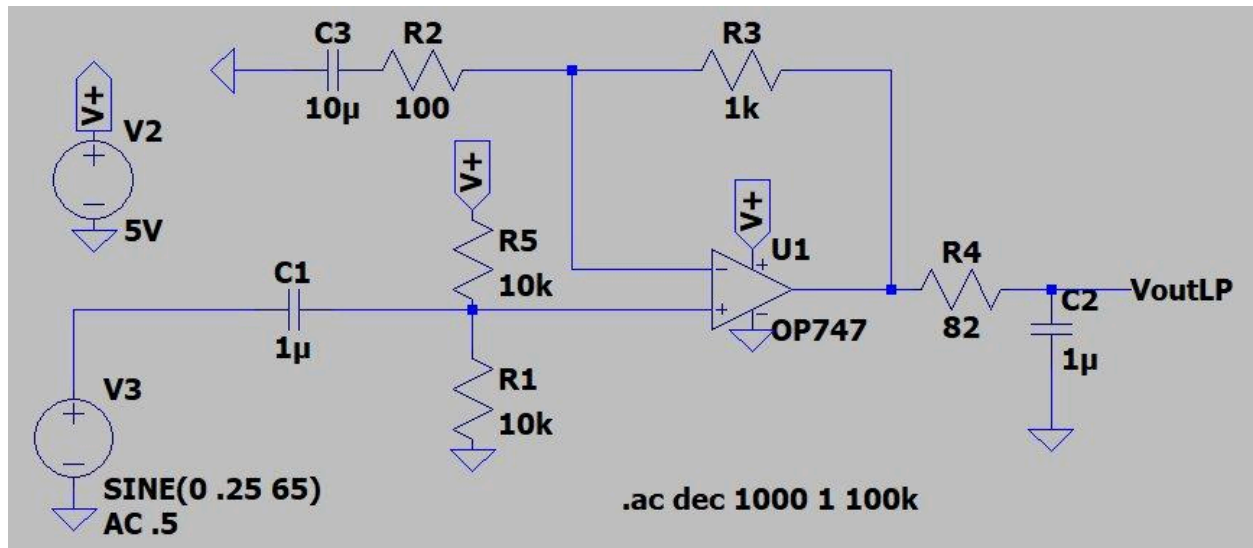 C3
R2
R3
10µ
100
1k
V+
V2
5V
V+
R5
10k
V+
U1
OP747
C1
1µ
R4
82
VoutLP
C2
1µ
R1
10k
V3
SINE(0 .25 65)
AC .5
.ac dec 1000 1 100k